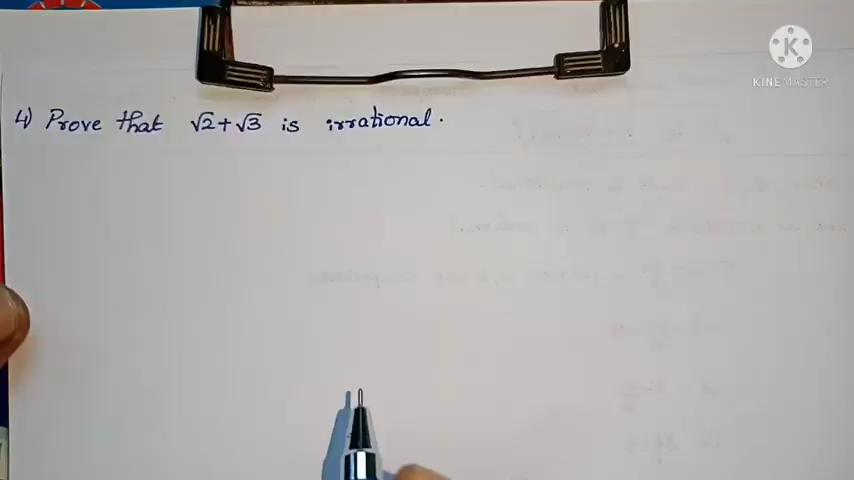 KINEMASTER
4) Prove that √2+√3 is irrational.